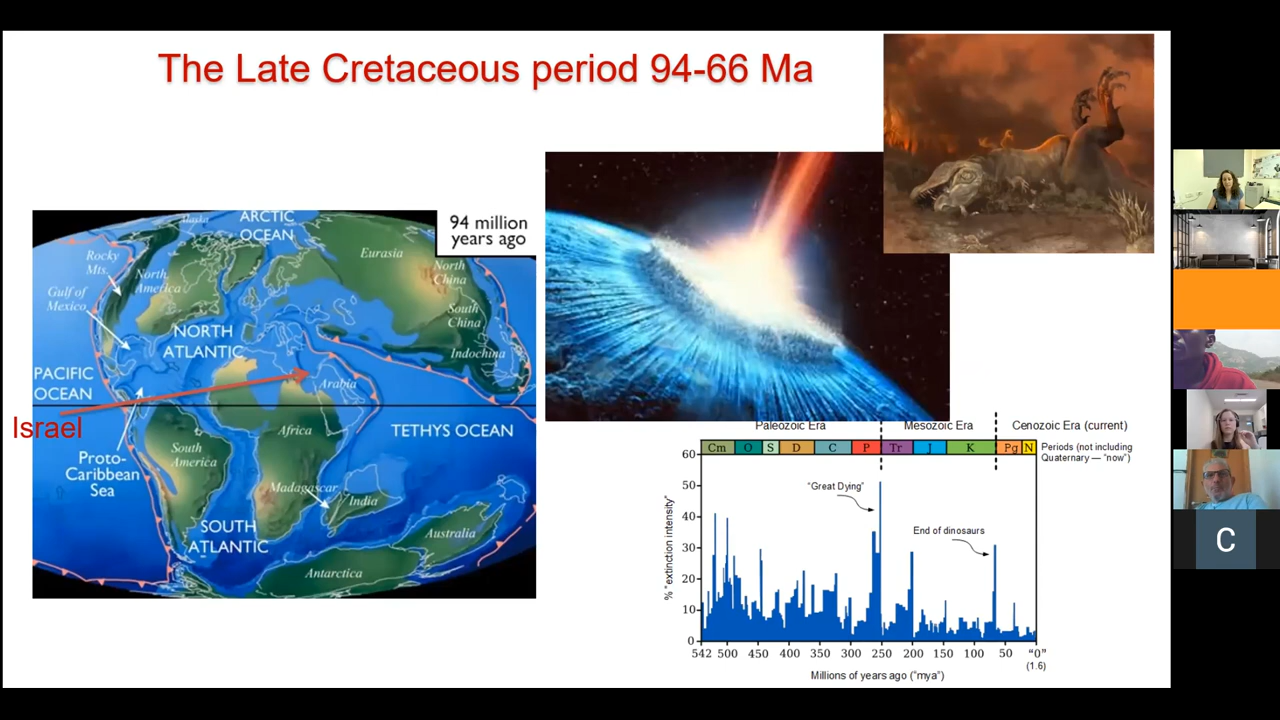 The Late Cretaceous period 94-66 Ma
94 million
years ago
ARCTIC
OCEAN
Alaska
Eurasia
Rocky
Mts.
North
America
North
China
Gulf of
Mexico
South
China
NORTH
ATLANTIC
Indochina
PACIFIC
OCEAN
Arabia
Israel
South
America
Africa
TETHYS OCEAN
Proto-
Caribbean
Sea
Madagascar
India
SOUTH
ATLANTIC
Australia
Antarctica
Paleozoic Era
Mesozoic Era
Cenozoic Era (current)
Cm O S D C P Tr J K Pg N
Periods (not including
Quaternary — "now")
% "extinction intensity"
60
50
40
30
20
10
0
"Great Dying"
End of dinosaurs
542 500 450 400 350 300 250 200 150 100 50 "0"
(1.6)
Millions of years ago ("mya")
C